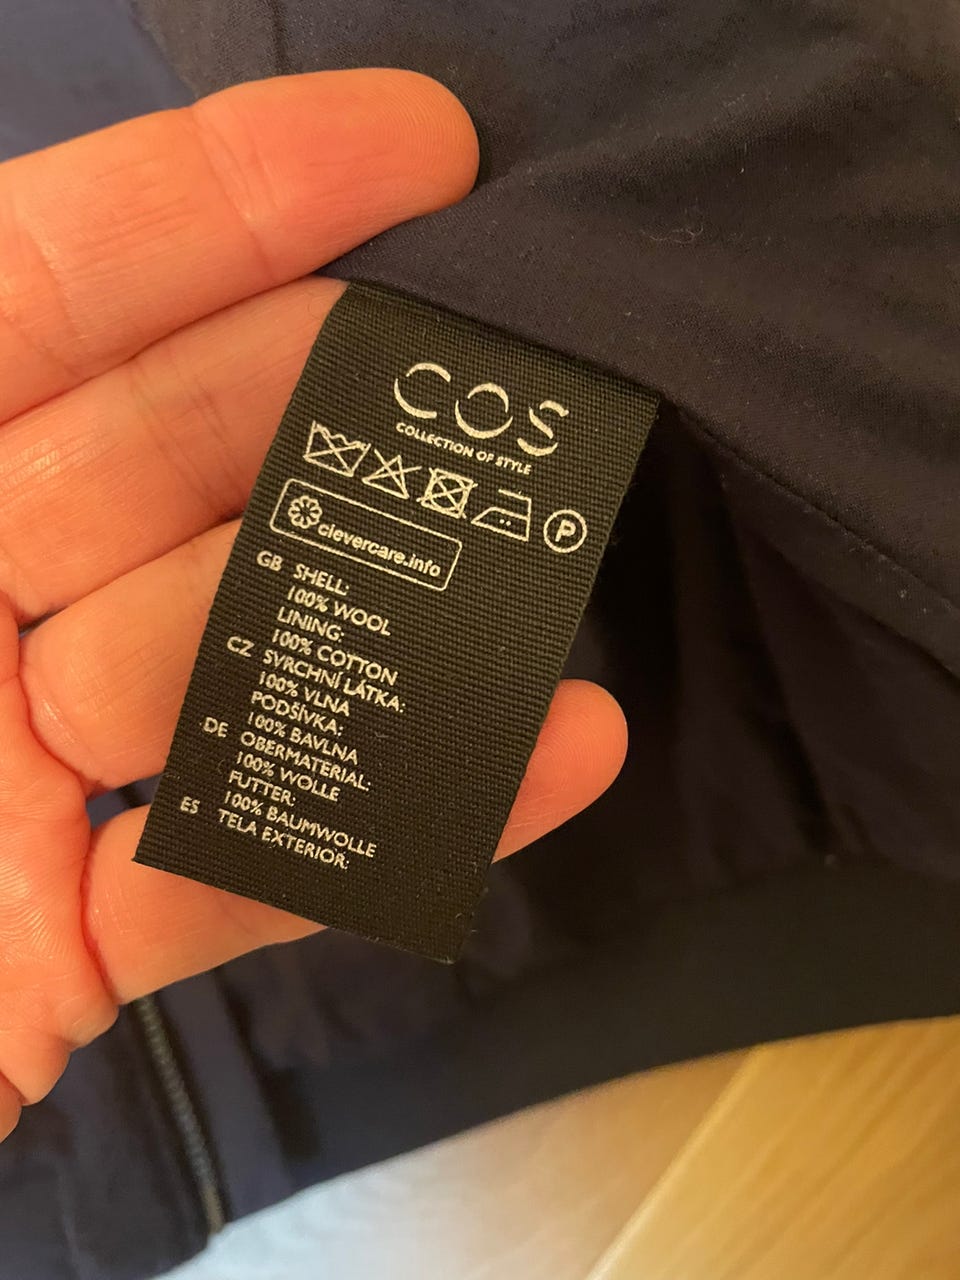 COS
COLLECTION OF STYLE
P
clevercare.info
GB SHELL:
100% WOOL
LINING:
100% COTTON
CZ SVRCHNÍ LÁTKA:
100% VLNA
PODŠÍVKA:
100% BAVLNA
DE OBERMATERIAL:
100% WOLLE
FUTTER:
100% BAUMWOLLE
ES TELA EXTERIOR: